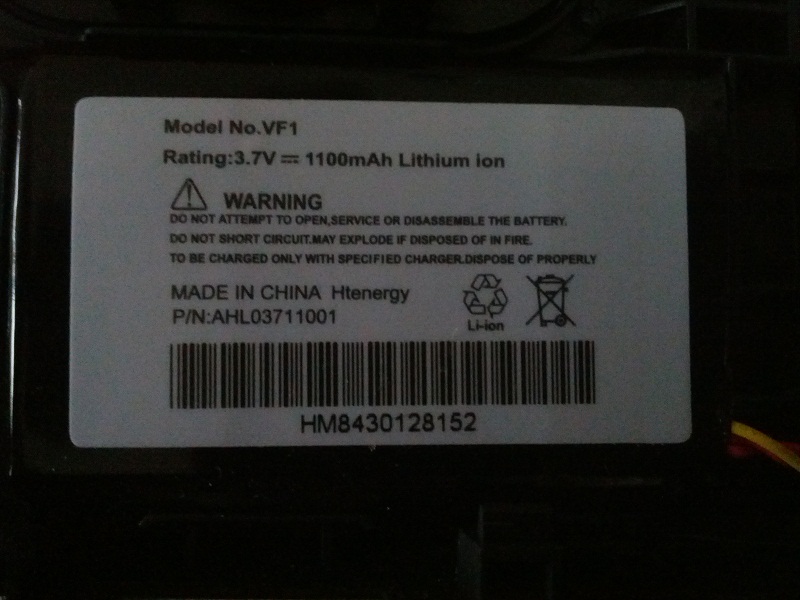 Model No.VF1
Rating:3.7V⎓1100mAh Lithium ion
WARNING
DO NOT ATTEMPT TO OPEN,SERVICE OR DISASSEMBLE THE BATTERY.
DO NOT SHORT CIRCUIT.MAY EXPLODE IF DISPOSED OF IN FIRE.
TO BE CHARGED ONLY WITH SPECIFIED CHARGER.DISPOSE OF PROPERLY
MADE IN CHINA Htenergy
P/N:AHL03711001
Li-ion
HM8430128152